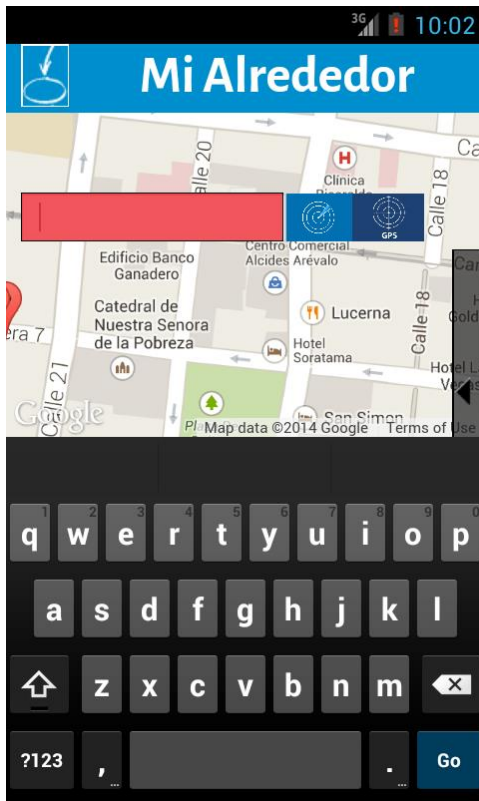 3G
10:02
Mi Alrededor
Calle 20
Clínica
Risaralda
Calle 18
Ca
GPS
Centro Comercial
Alcides Arévalo
Edificio Banco
Ganadero
Catedral de
Nuestra Senora
de la Pobreza
Lucerna
Calle 18
Hotel
Soratama
era 7
Calle 21
Google
San Simon
Map data ©2014 Google
Terms of Use
1 2 3 4 5 6 7 8 9 0
q w e r t y u i o p
a s d f g h j k l
z x c v b n m
?123 , ... . ... Go